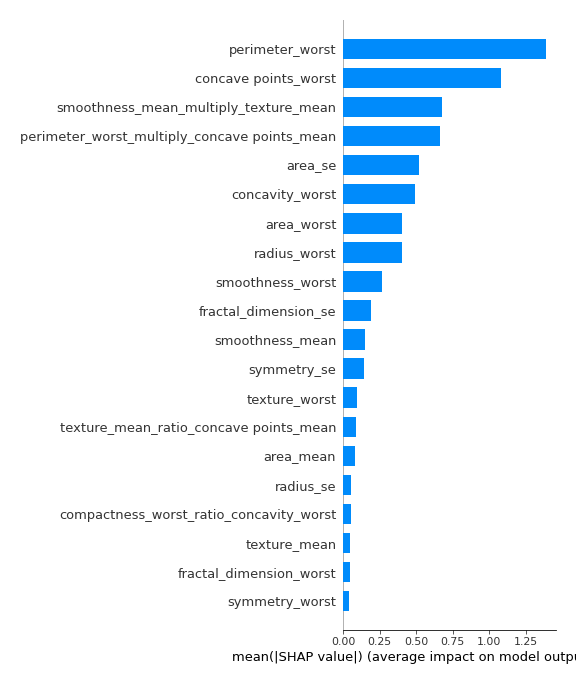 perimeter_worst
concave points_worst
smoothness_mean_multiply_texture_mean
perimeter_worst_multiply_concave points_mean
area_se
concavity_worst
area_worst
radius_worst
smoothness_worst
fractal_dimension_se
smoothness_mean
symmetry_se
texture_worst
texture_mean_ratio_concave points_mean
area_mean
radius_se
compactness_worst_ratio_concavity_worst
texture_mean
fractal_dimension_worst
symmetry_worst
0.00 0.25 0.50 0.75 1.00 1.25
mean(|SHAP value|) (average impact on model outpu